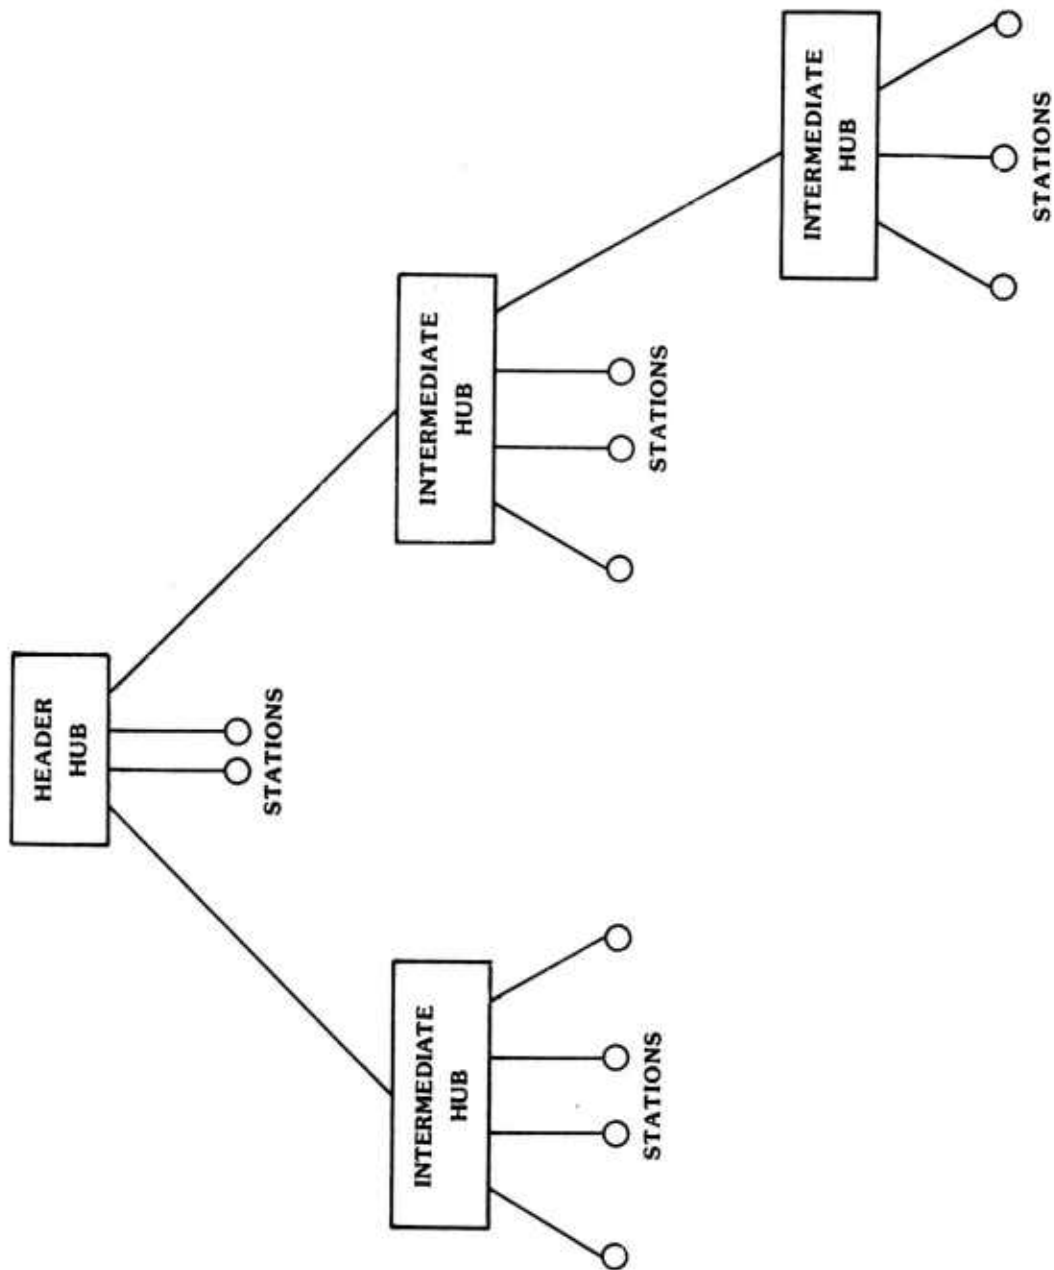 HEADER
HUB
STATIONS
INTERMEDIATE
HUB
STATIONS
INTERMEDIATE
HUB
STATIONS
INTERMEDIATE
HUB
STATIONS